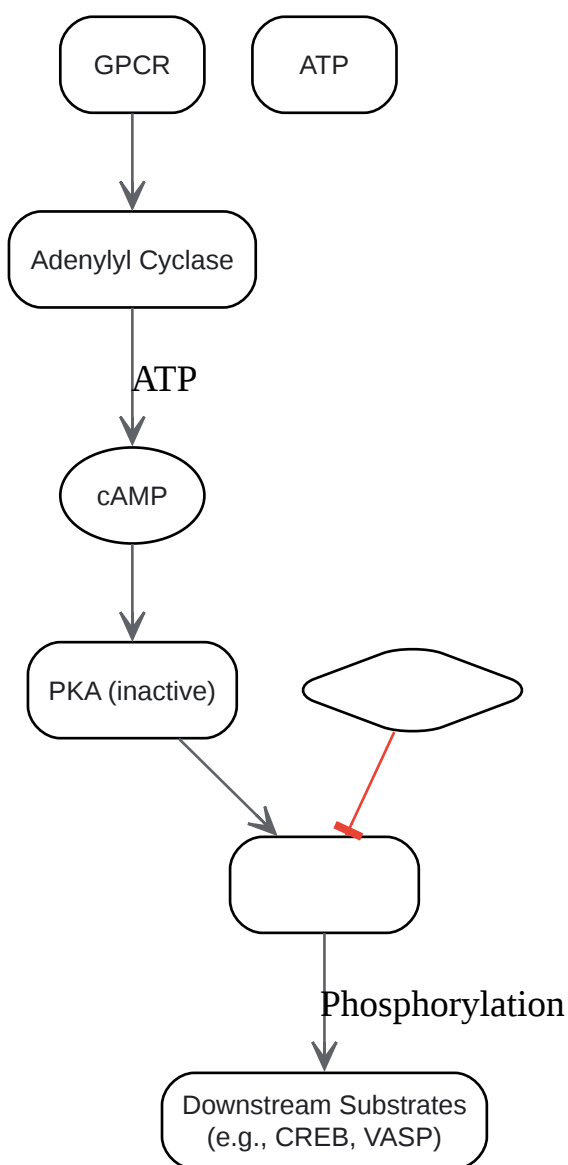 GPCR
ATP
Adenylyl Cyclase
ATP
cAMP
PKA (inactive)
Phosphorylation
Downstream Substrates
(e.g., CREB, VASP)